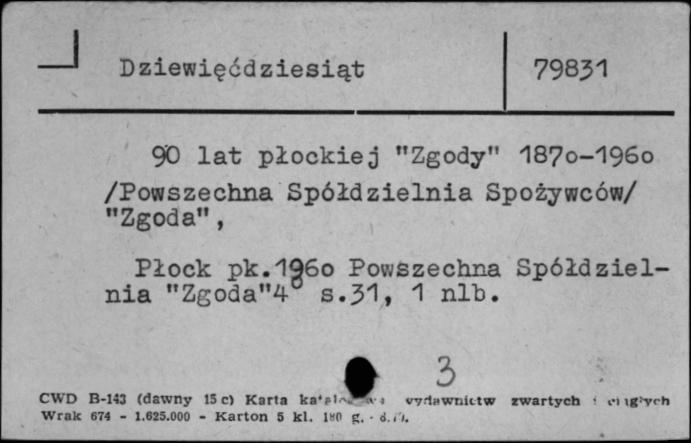 Dziewięćdziesiąt 79831
90 lat płockiej "Zgody" 1870-1960
/Powszechna Spółdzielnia Spożywców/
"Zgoda",
Płock pk.1960 Powszechna Spółdziel-
nia "Zgoda"4° s.31, 1 nlb.
3
CWD B-143 (dawny 15 c) Karta wydawnictw zwartych i ciągłych
Wrak 674 - 1.625.000 - Karton 5 kl. 180 g.